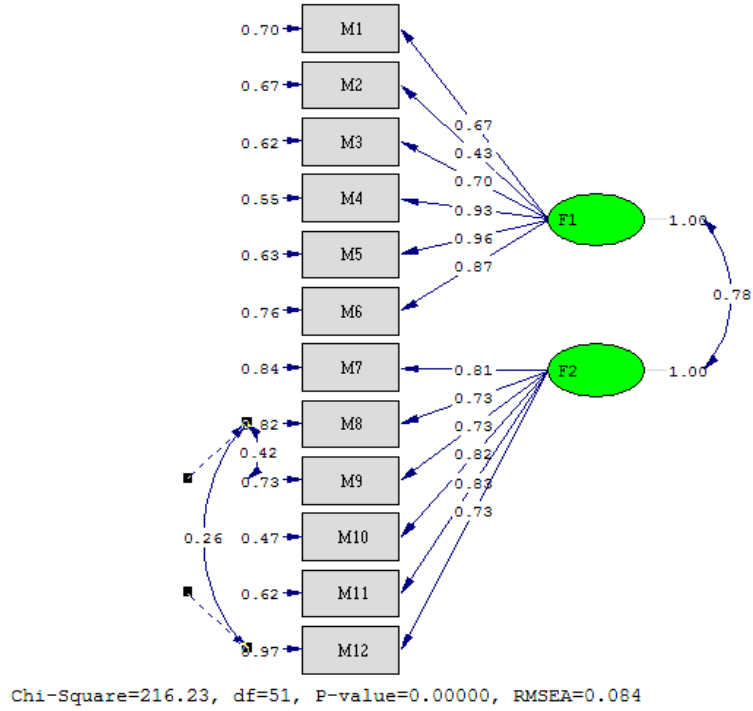 0.70 M1
0.67 M2
0.67
0.43
0.62 M3
0.70
0.55 M4
0.93
F1 1.00
0.96
0.63 M5
0.87
0.78
0.76 M6
0.84 M7
0.81
F2 1.00
0.73
.82 M8
0.73
0.42
0.82
0.73 M9
0.83
0.73
0.26
0.47 M10
0.62 M11
0.97 M12
Chi-Square=216.23, df=51, P-value=0.00000, RMSEA=0.084